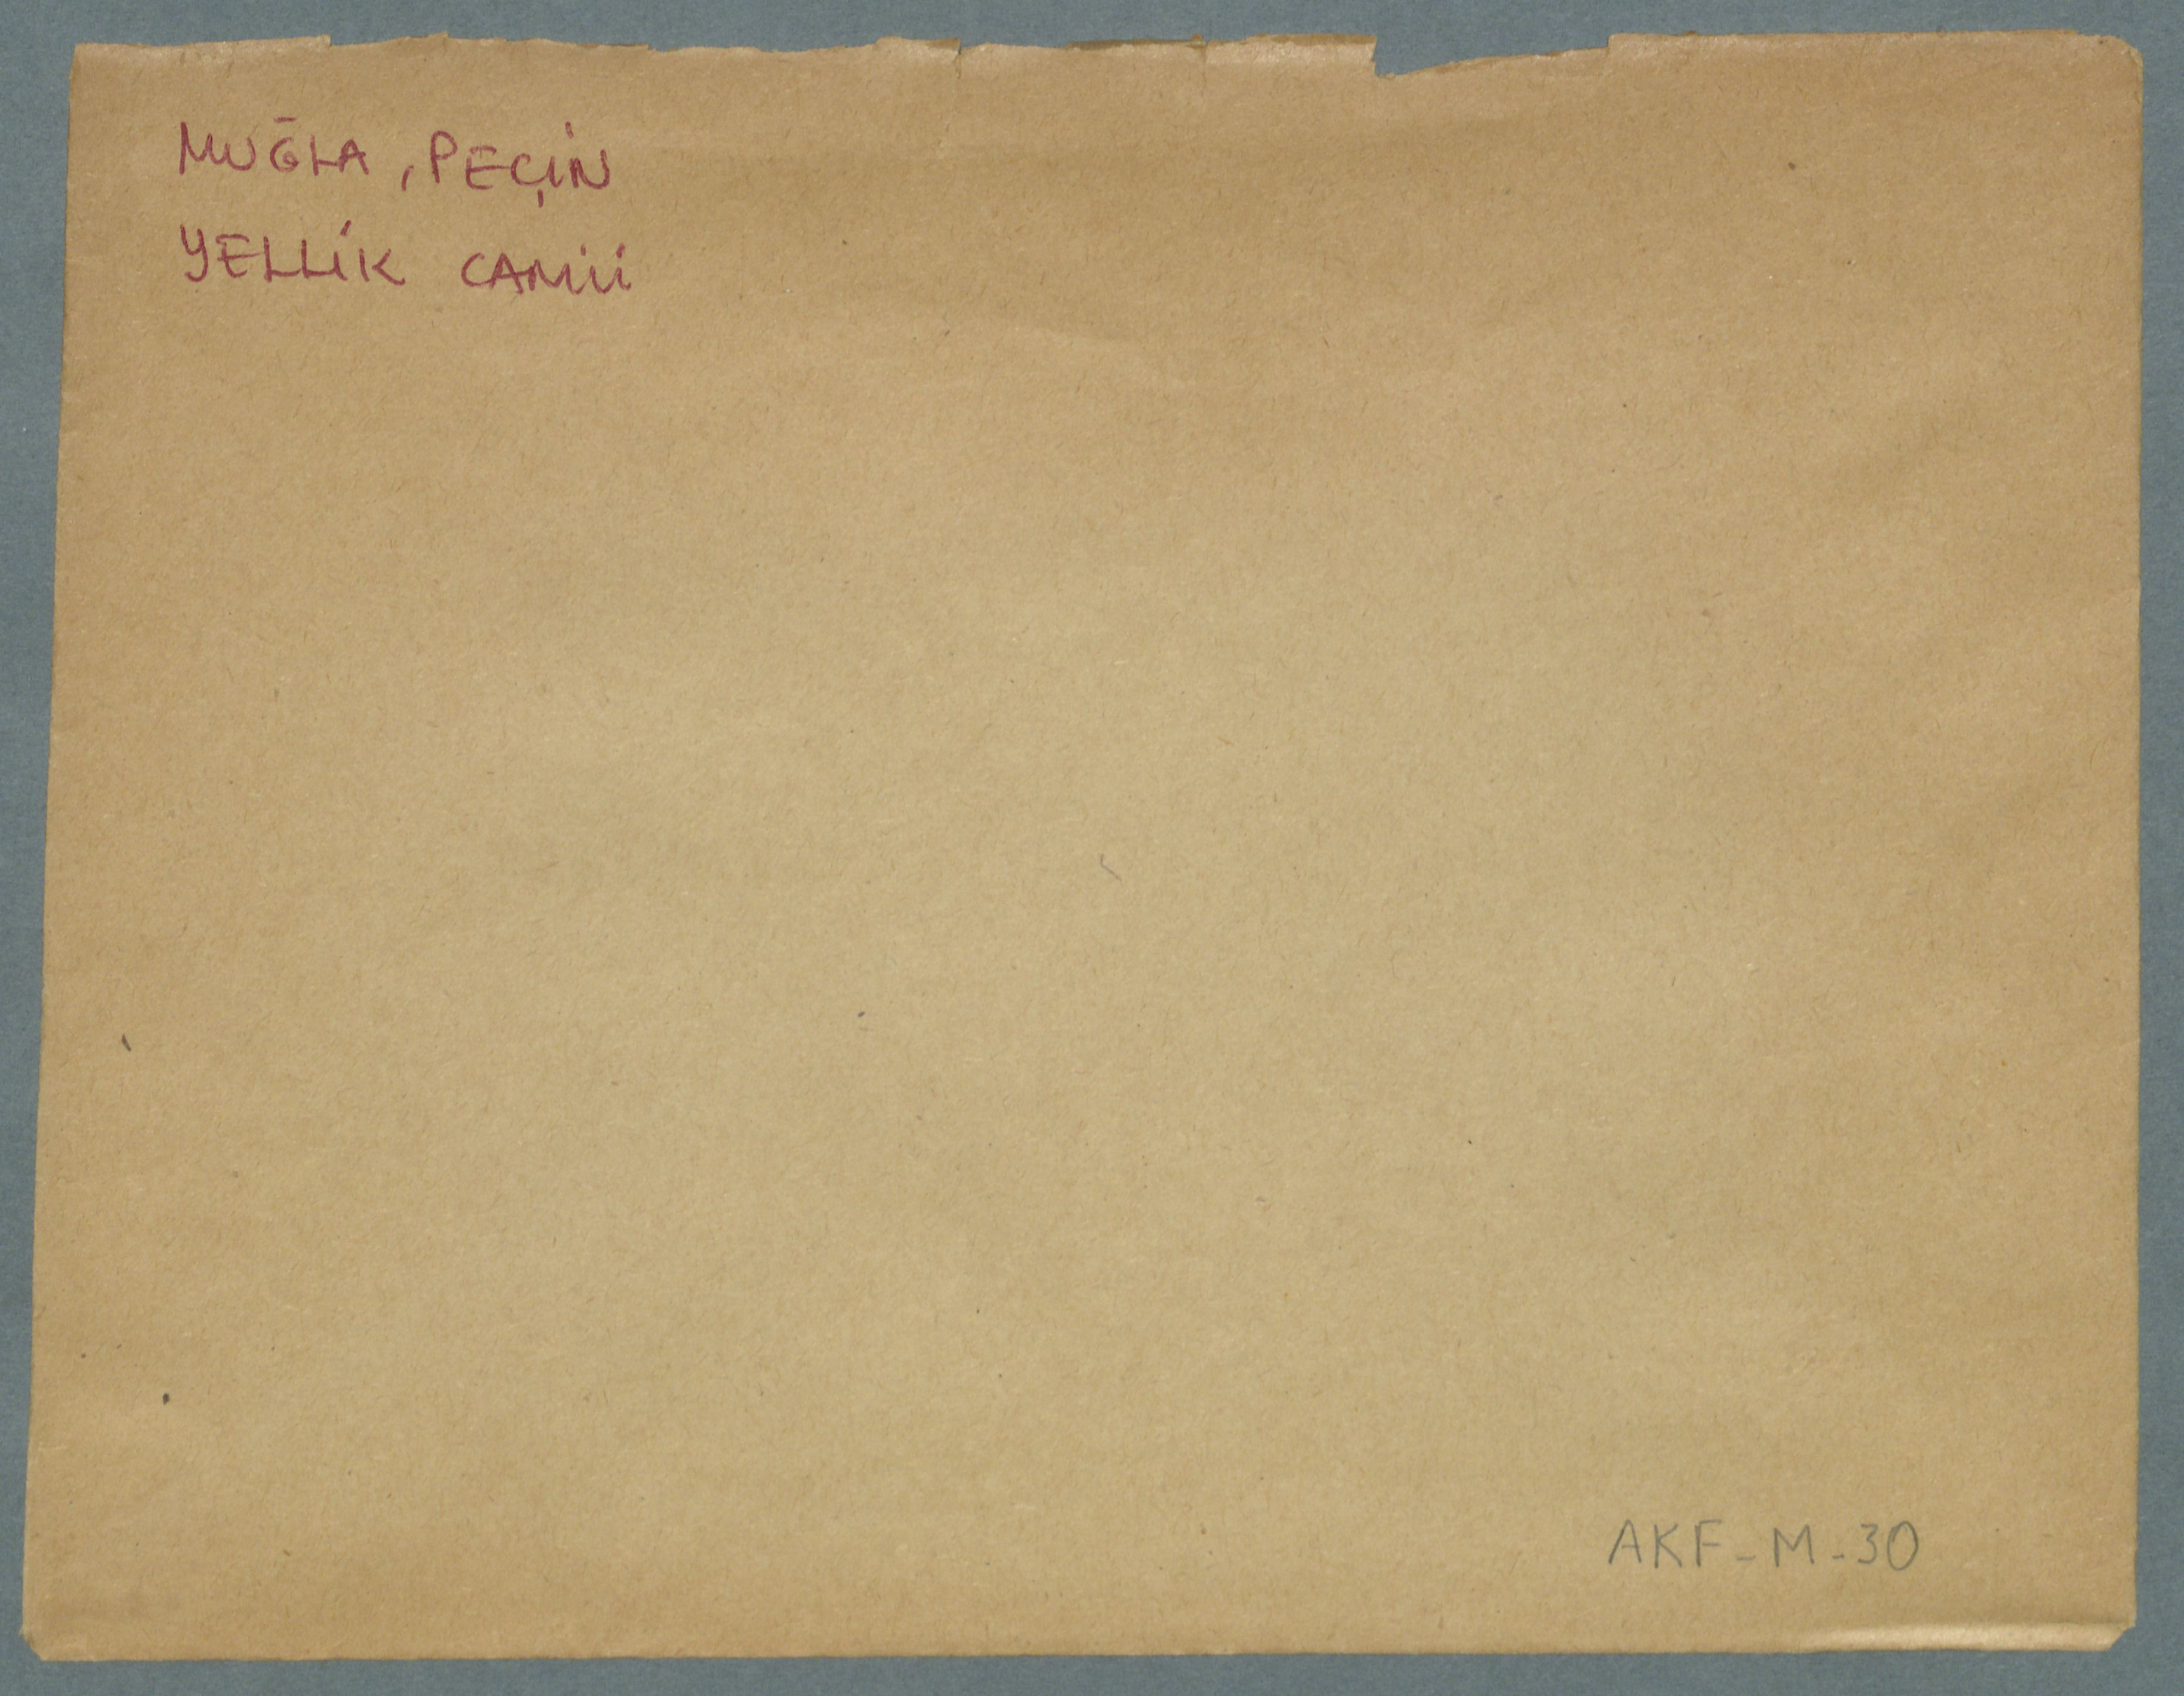 MUĞLA, PEÇİN
YELLİK CAMİİ
AKF-M-30